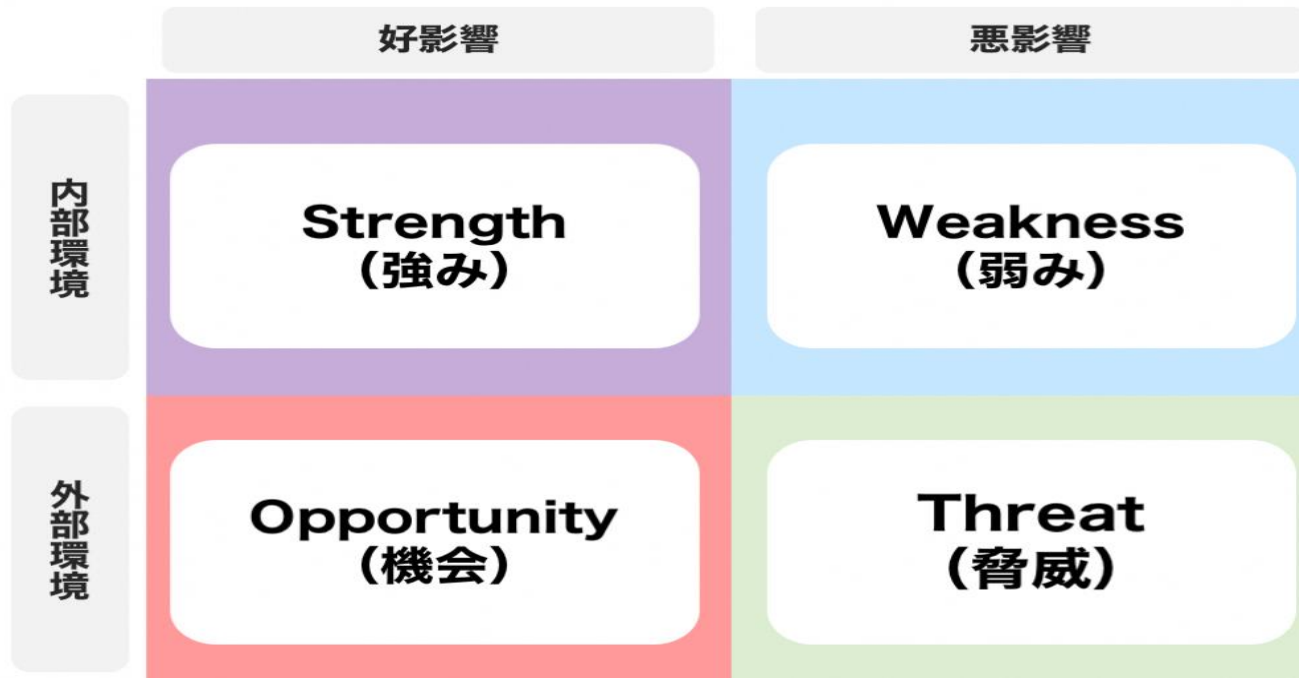 好影響
悪影響
内部環境
Strength
(強み)
Weakness
(弱み)
外部環境
Opportunity
(機会)
Threat
(脅威)